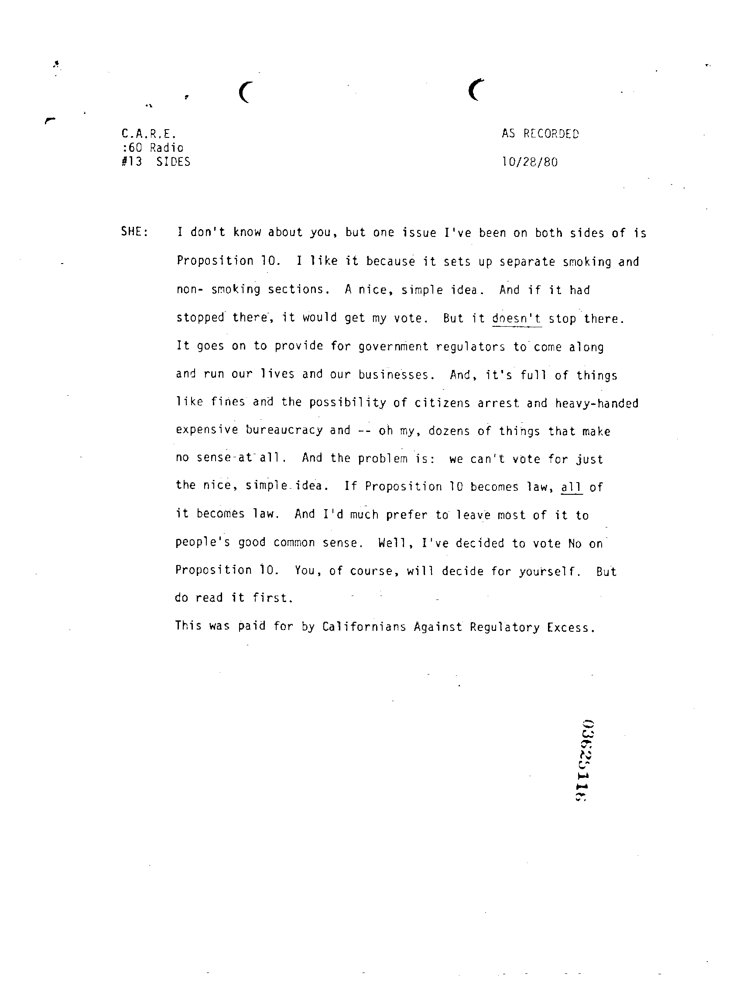 C.A.R.E. AS RECORDED
:60 Radio
#13 SIDES 10/28/80
SHE: I don't know about you, but one issue I've been on both sides of is
Proposition 10. I like it because it sets up separate smoking and
non- smoking sections. A nice, simple idea. And if it had
stopped there, it would get my vote. But it doesn't stop there.
It goes on to provide for government regulators to come along
and run our lives and our businesses. And, it's full of things
like fines and the possibility of citizens arrest and heavy-handed
expensive bureaucracy and -- oh my, dozens of things that make
no sense at all. And the problem is: we can't vote for just
the nice, simple idea. If Proposition 10 becomes law, all of
it becomes law. And I'd much prefer to leave most of it to
people's good common sense. Well, I've decided to vote No on
Proposition 10. You, of course, will decide for yourself. But
do read it first.
This was paid for by Californians Against Regulatory Excess.
03625116